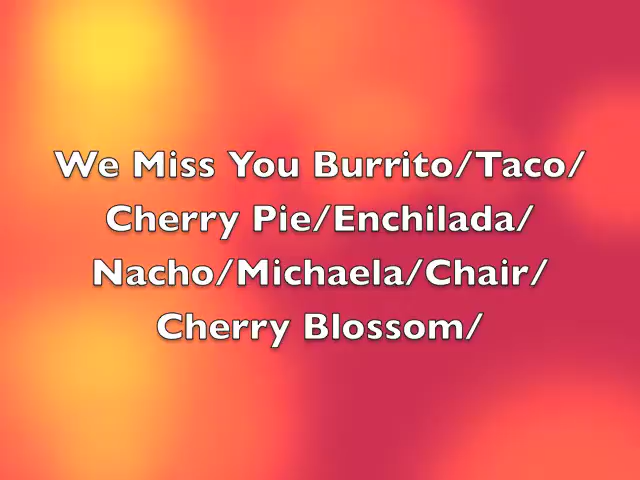 We Miss You Burrito/Taco/
Cherry Pie/Enchilada/
Nacho/Michaela/Chair/
Cherry Blossom/